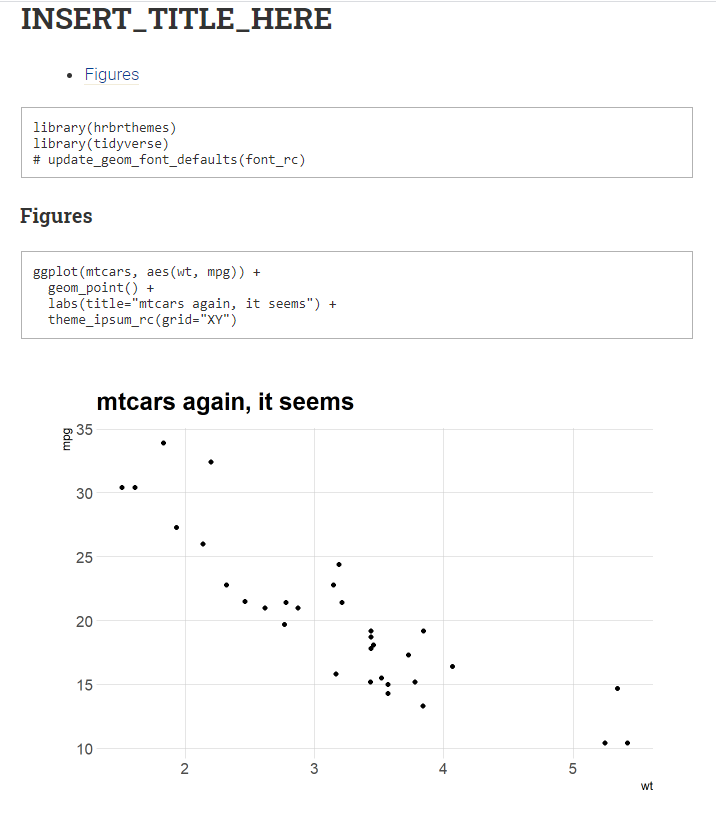 INSERT_TITLE_HERE
• Figures
library(hrbrthemes)
library(tidyverse)
# update_geom_font_defaults(font_rc)
Figures
ggplot(mtcars, aes(wt, mpg)) +
  geom_point() +
  labs(title="mtcars again, it seems") +
  theme_ipsum_rc(grid="XY")
mtcars again, it seems
mpg
35
30
25
20
15
10
2 3 4 5
wt